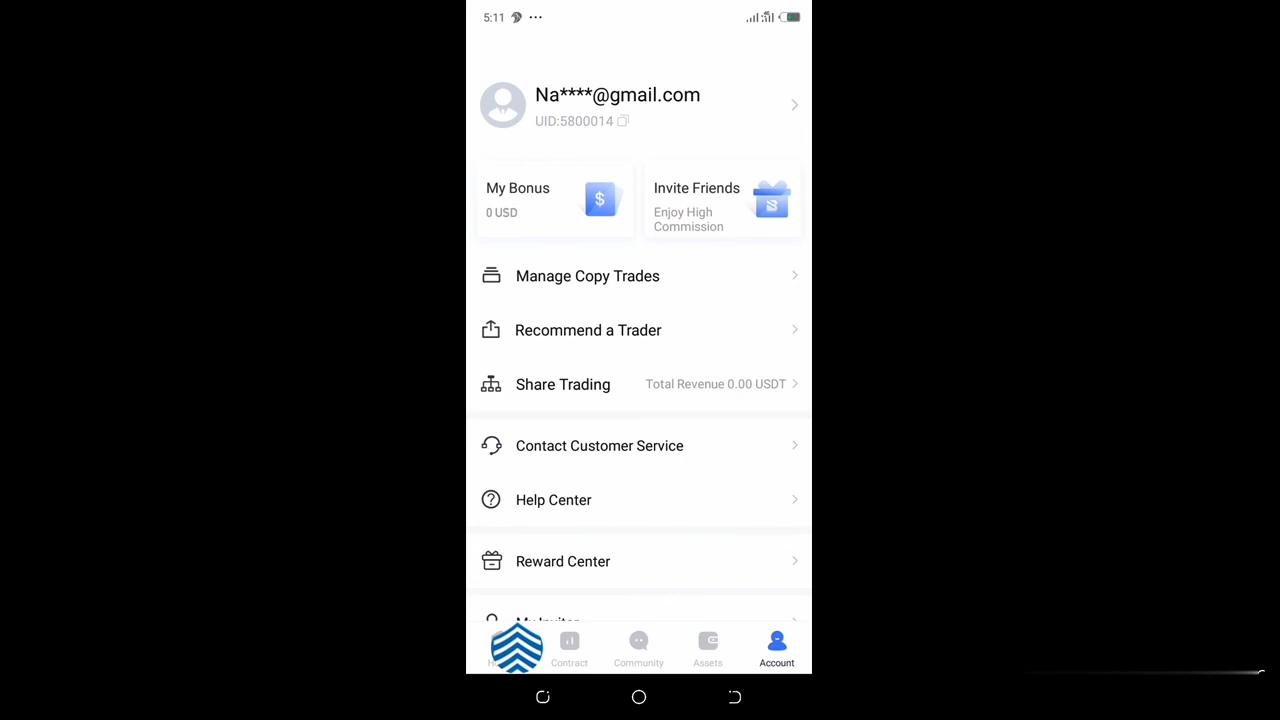 5:11
Na****@gmail.com
UID:5800014
My Bonus
0 USD
Invite Friends
Enjoy High
Commission
Manage Copy Trades
Recommend a Trader
Share Trading Total Revenue 0.00 USDT
Contact Customer Service
Help Center
Reward Center
My Inviter
Contract
Community
Assets
Account